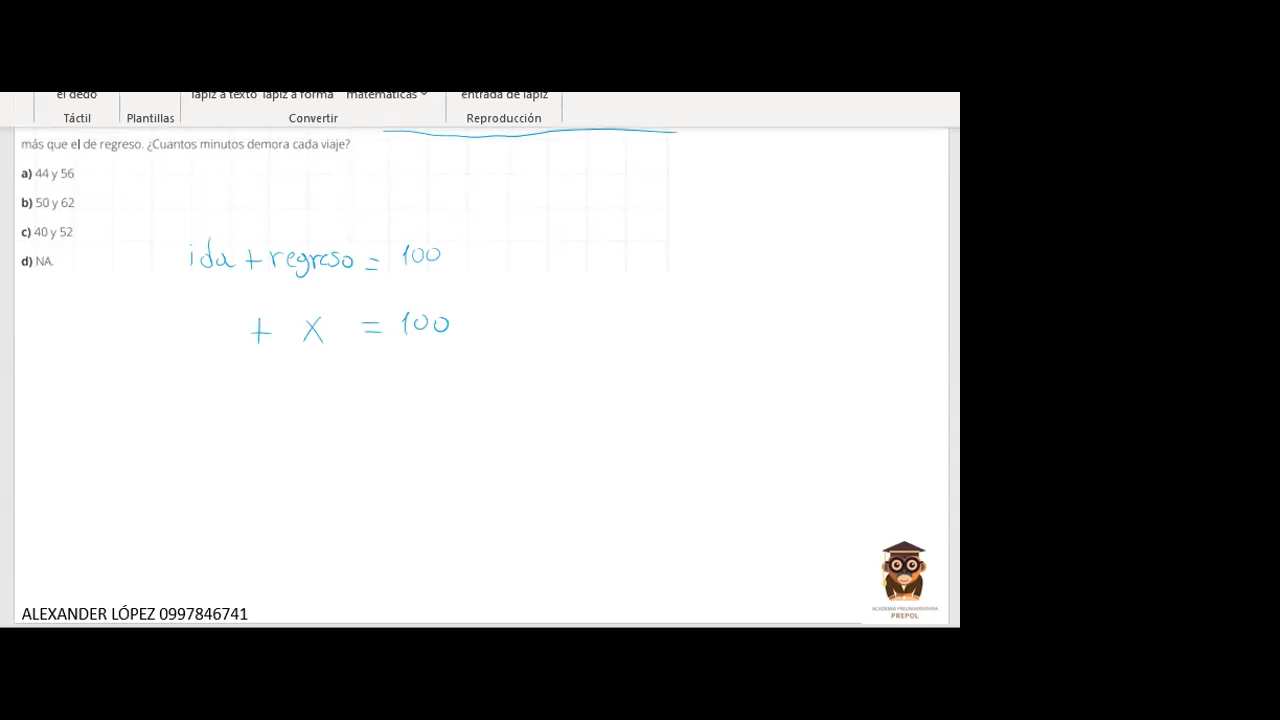 el dedo lápiz a texto lápiz a forma matemáticas entrada de lápiz
Táctil Plantillas Convertir Reproducción
más que el de regreso. ¿Cuantos minutos demora cada viaje?
a) 44 y 56
b) 50 y 62
c) 40 y 52
d) NA.
ida + regreso = 100
+ x = 100
ACADEMIA PREUNIVERSITARIA
PREPOL
ALEXANDER LÓPEZ 0997846741